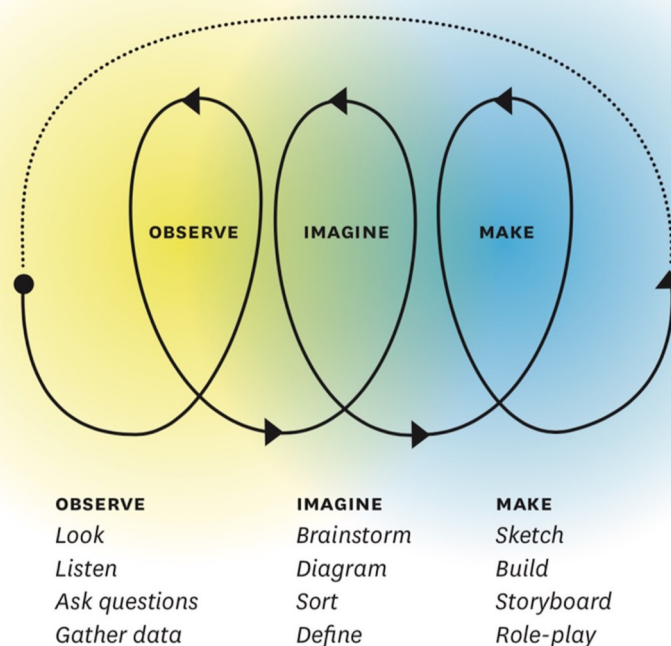 OBSERVE
IMAGINE
MAKE
OBSERVE
Look
Listen
Ask questions
Gather data
IMAGINE
Brainstorm
Diagram
Sort
Define
MAKE
Sketch
Build
Storyboard
Role-play